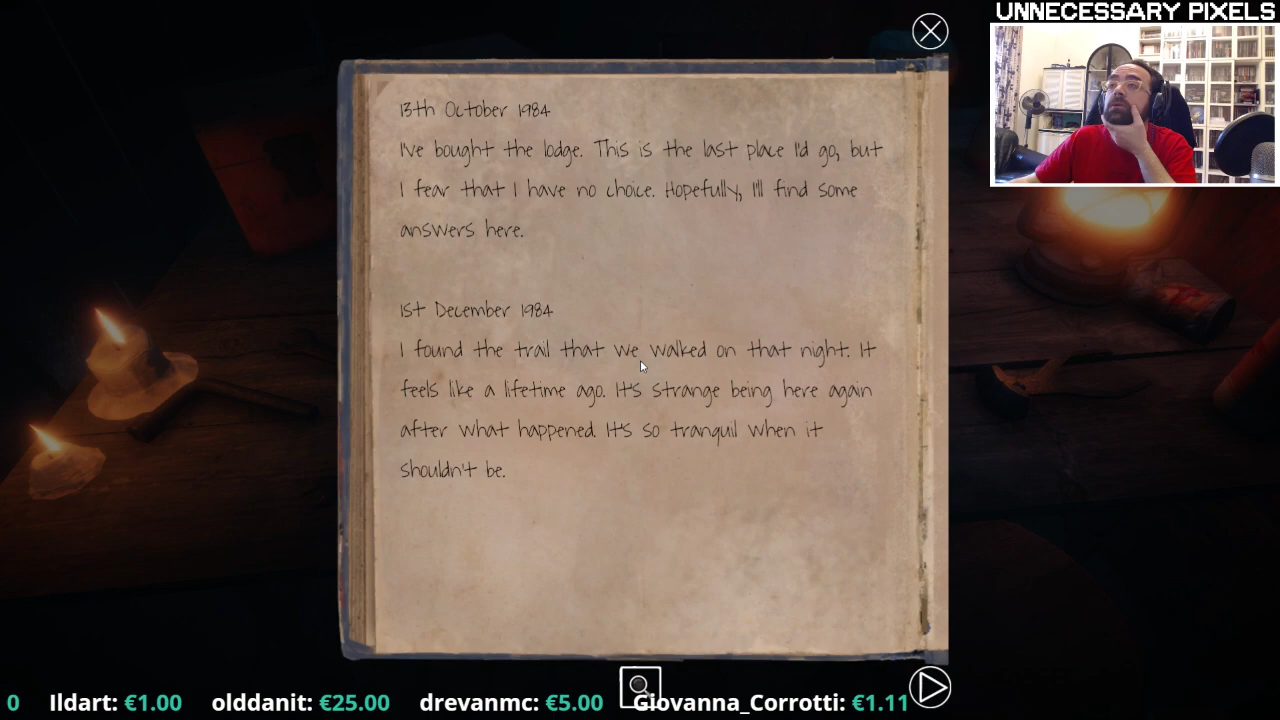 UNNECESSARY PIXELS
13th October 1984
I've bought the lodge. This is the last place I'd go, but
I fear that I have no choice. Hopefully, I'll find some
answers here.
1st December 1984
I found the trail that we walked on that night. It
feels like a lifetime ago. It's strange being here again
after what happened. It's so tranquil when it
shouldn't be.
0 Ildart: €1.00 olddanit: €25.00 drevanmc: €5.00 Giovanna_Corrotti: €1.11